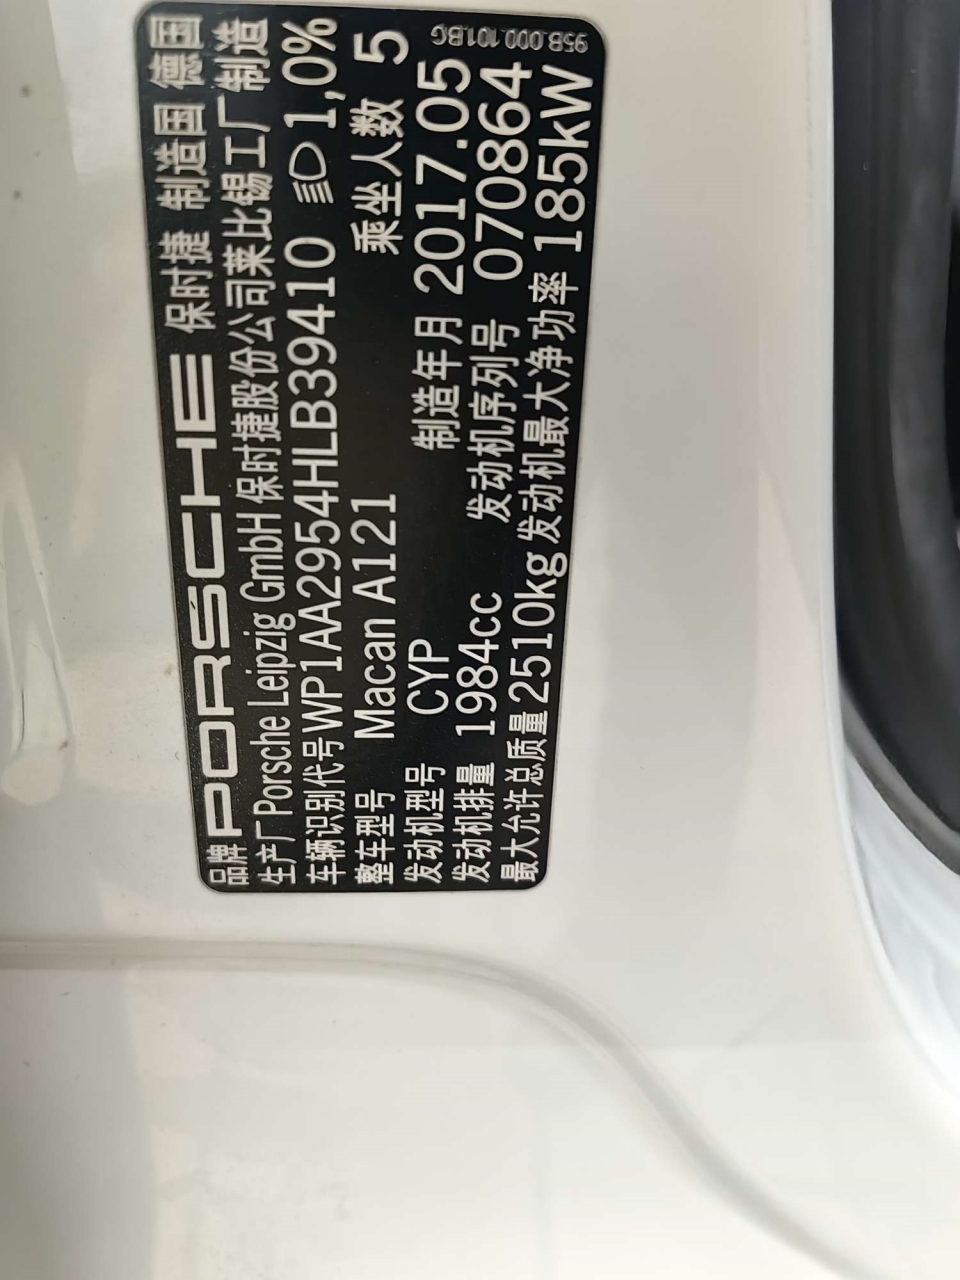 品牌 PORSCHE 保时捷 制造国 德国
生产厂 Porsche Leipzig GmbH 保时捷股份公司莱比锡工厂制造
车辆识别代号 WP1AA2954HLB39410 1,0%
整车型号 Macan A121 乘坐人数 5
发动机型号 CYP 制造年月 2017.05
发动机排量 1984cc 发动机序列号 070864
最大允许总质量 2510kg 发动机最大净功率 185kW
95B.000.101.BG